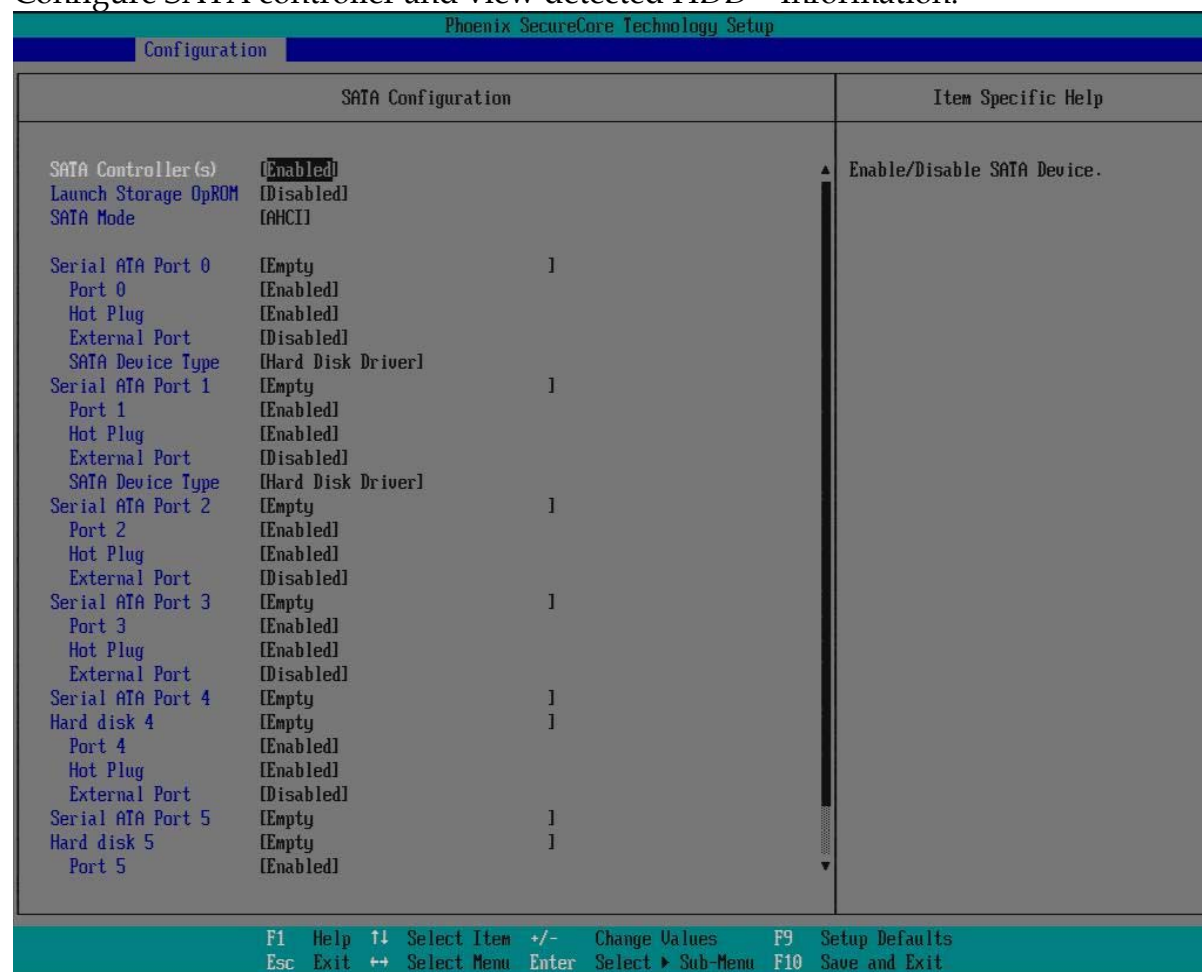 Configure SATA controller and view detected HDD information.
Phoenix SecureCore Technology Setup
Configuration
SATA Configuration
Item Specific Help
SATA Controller(s) [Enabled]
Enable/Disable SATA Device.
Launch Storage OpROM [Disabled]
SATA Mode [AHCI]
Serial ATA Port 0 [Empty ]
Port 0 [Enabled]
Hot Plug [Enabled]
External Port [Disabled]
SATA Device Type [Hard Disk Driver]
Serial ATA Port 1 [Empty ]
Port 1 [Enabled]
Hot Plug [Enabled]
External Port [Disabled]
SATA Device Type [Hard Disk Driver]
Serial ATA Port 2 [Empty ]
Port 2 [Enabled]
Hot Plug [Enabled]
External Port [Disabled]
Serial ATA Port 3 [Empty ]
Port 3 [Enabled]
Hot Plug [Enabled]
External Port [Disabled]
Serial ATA Port 4 [Empty ]
Hard disk 4 [Empty ]
Port 4 [Enabled]
Hot Plug [Enabled]
External Port [Disabled]
Serial ATA Port 5 [Empty ]
Hard disk 5 [Empty ]
Port 5 [Enabled]
F1 Help ↑↓ Select Item +/- Change Values F9 Setup Defaults
Esc Exit ↔ Select Menu Enter Select ▶ Sub-Menu F10 Save and Exit